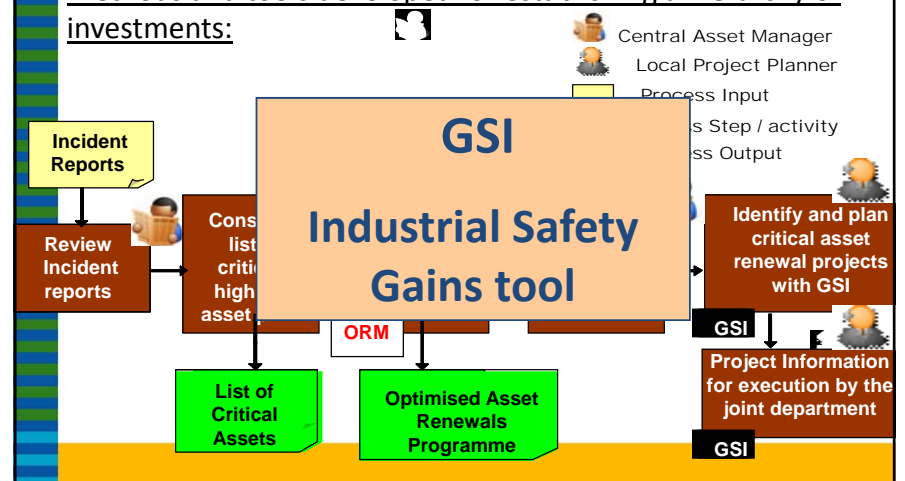 investments:
Central Asset Manager
Local Project Planner
Process Input
s Step / activity
ss Output
Incident
Reports
GSI
Industrial Safety
Gains tool
Review
Incident
reports
Cons
list
criti
high
asset
Identify and plan
critical asset
renewal projects
with GSI
ORM
GSI
List of
Critical
Assets
Optimised Asset
Renewals
Programme
Project Information
for execution by the
joint department
GSI